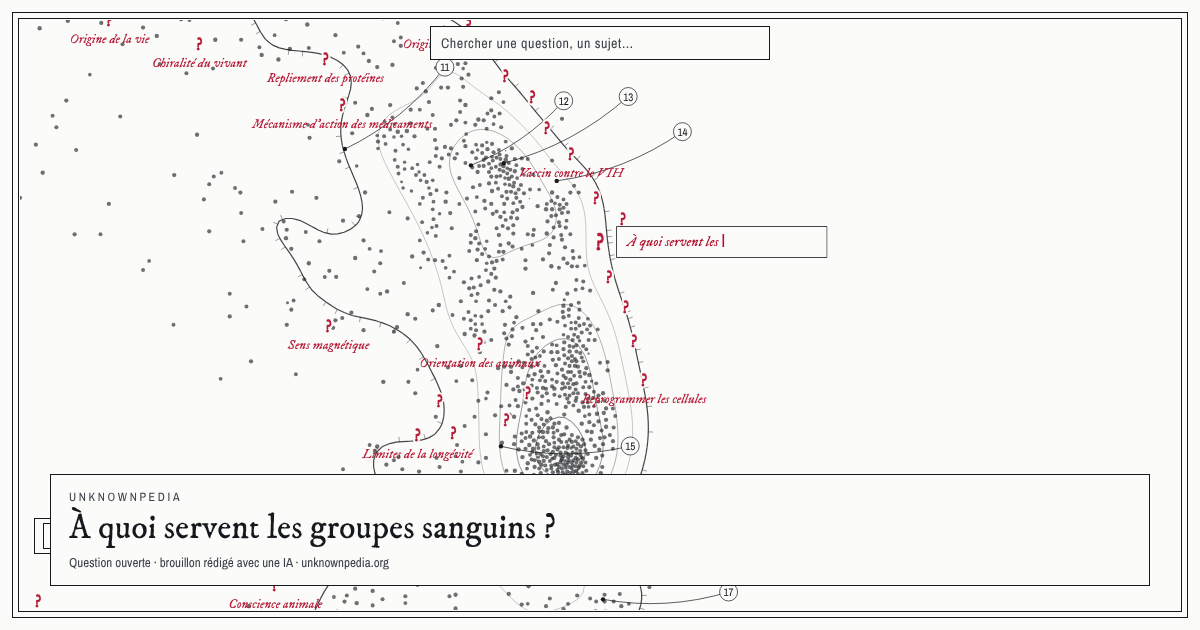 Origine de la vie
Chiralité du vivant
Repliement des protéines
Chercher une question, un sujet…
11
12
13
14
Mécanisme d'action des médicaments
Vaccin contre le VIH
À quoi servent les
Sens magnétique
Orientation des animaux
Reprogrammer les cellules
Limites de la longévité
15
UNKNOWNPEDIA
À quoi servent les groupes sanguins ?
Question ouverte · brouillon rédigé avec une IA · unknownpedia.org
Conscience animale
17